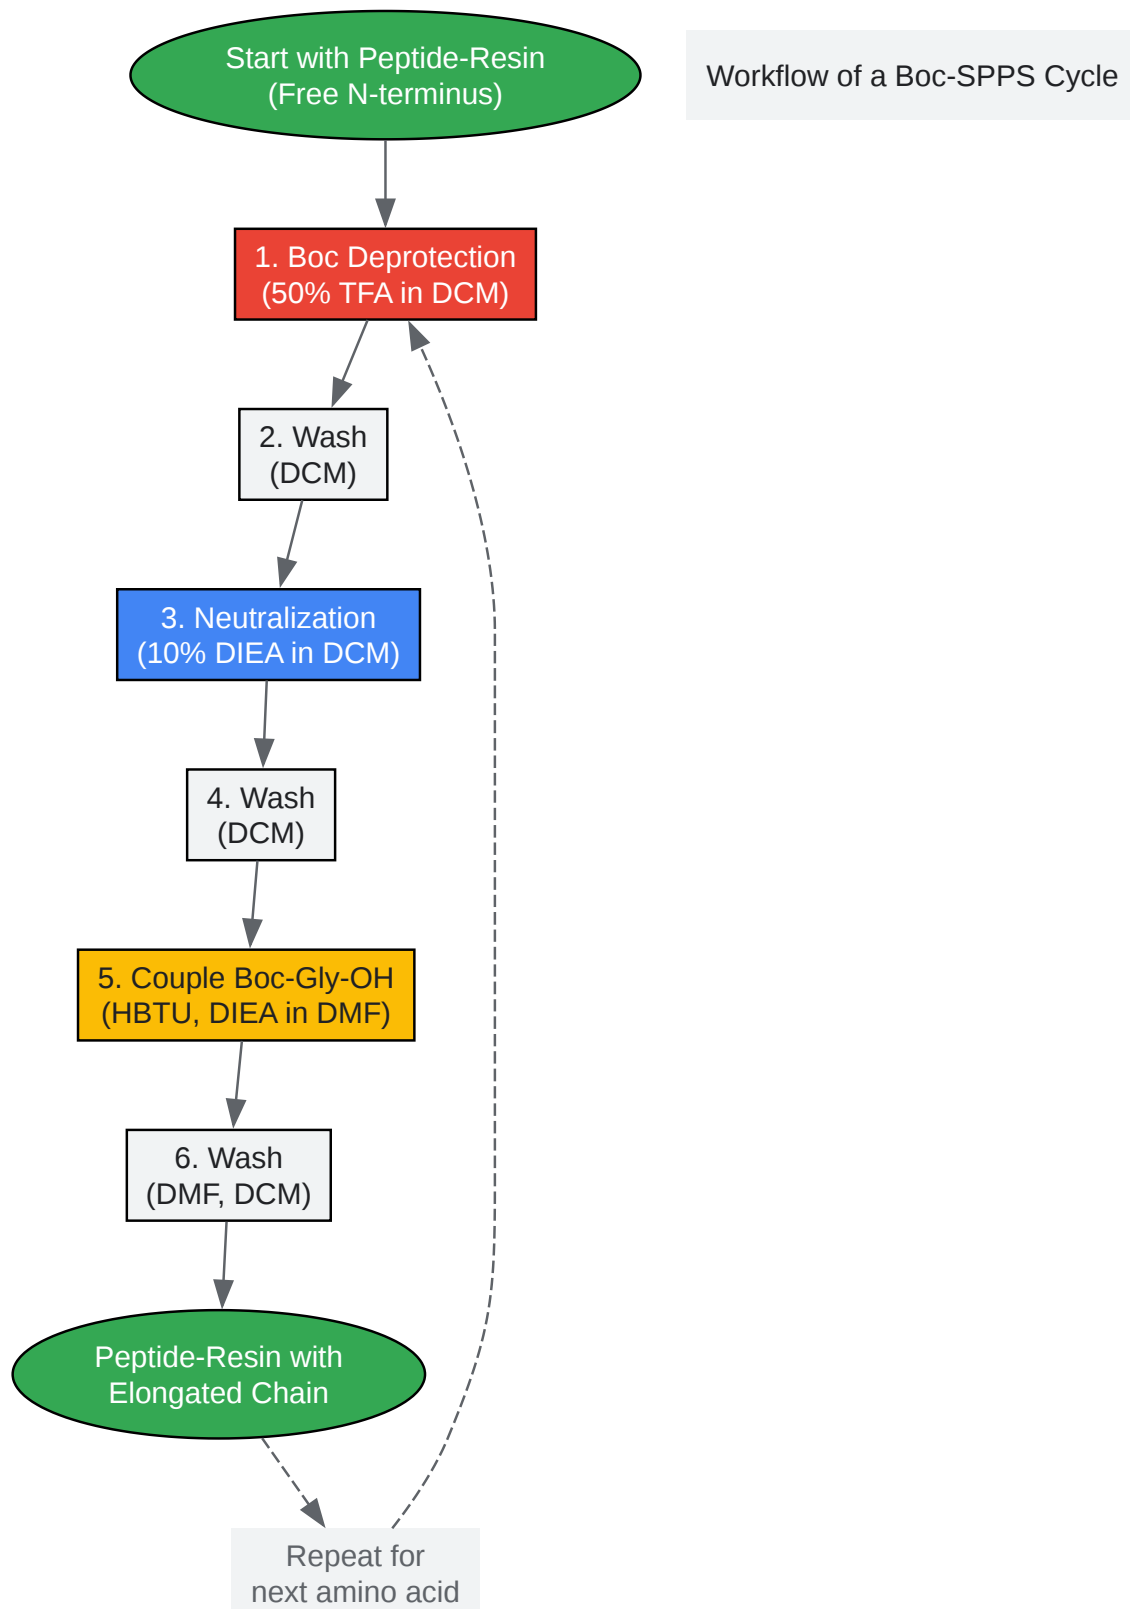 Start with Peptide-Resin
(Free N-terminus)
Workflow of a Boc-SPPS Cycle
1. Boc Deprotection
(50% TFA in DCM)
2. Wash
(DCM)
3. Neutralization
(10% DIEA in DCM)
4. Wash
(DCM)
5. Couple Boc-Gly-OH
(HBTU, DIEA in DMF)
6. Wash
(DMF, DCM)
Peptide-Resin with
Elongated Chain
Repeat for
next amino acid